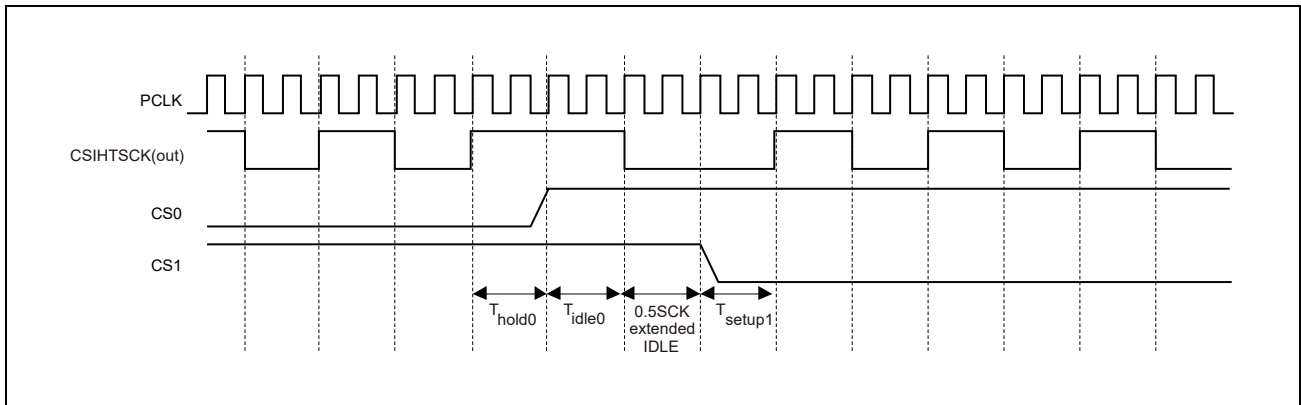 PCLK
CSIHTSCK(out)
CS0
CS1
Thold0
Tidle0
0.5SCK
extended
IDLE
Tsetup1